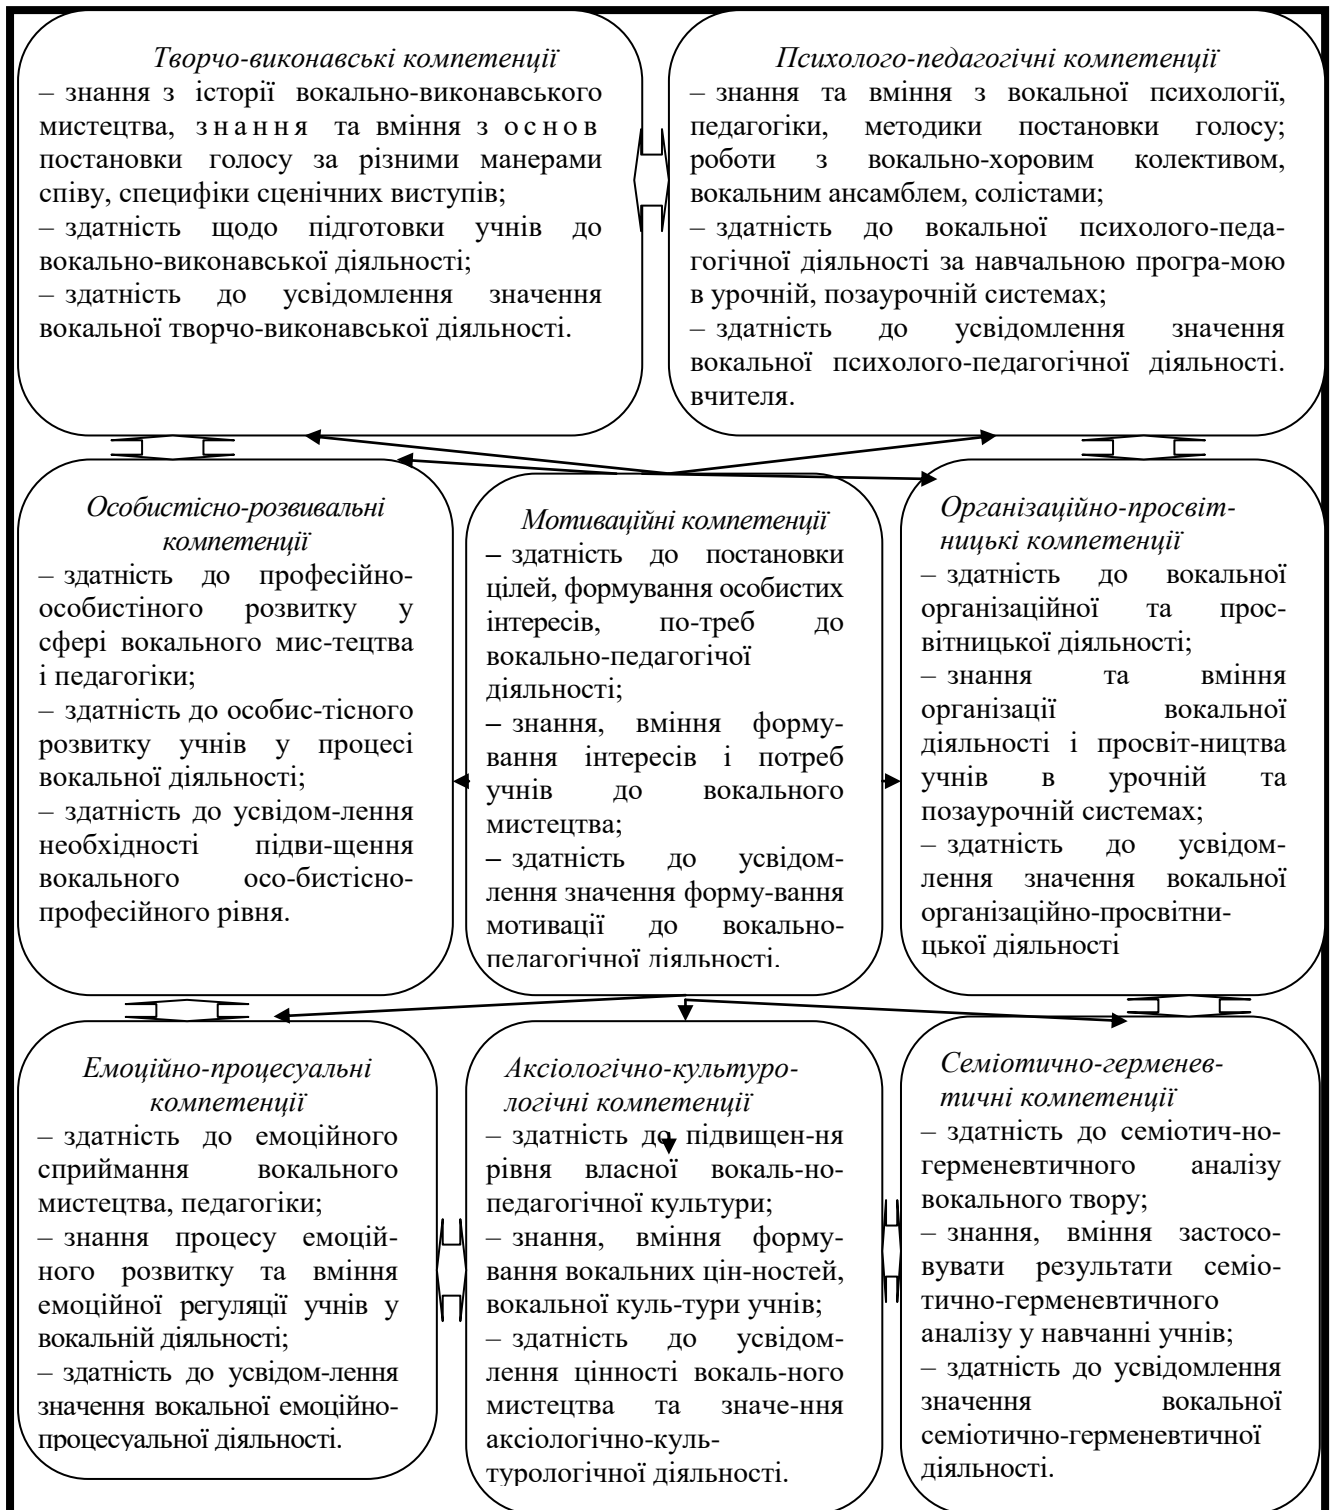 Творчо-виконавські компетенції
– знання з історії вокально-виконавського
мистецтва, знання та вміння з основ
постановки голосу за різними манерами
співу, специфіки сценічних виступів;
– здатність щодо підготовки учнів до
вокально-виконавської діяльності;
– здатність до усвідомлення значення
вокальної творчо-виконавської діяльності.
Психолого-педагогічні компетенції
– знання та вміння з вокальної психології,
педагогіки, методики постановки голосу;
роботи з вокально-хоровим колективом,
вокальним ансамблем, солістами;
– здатність до вокальної психолого-педа-
гогічної діяльності за навчальною програ-мою
в урочній, позаурочній системах;
– здатність до усвідомлення значення
вокальної психолого-педагогічної діяльності.
вчителя.
Особистісно-розвивальні
компетенції
– здатність до професійно-
особистіного розвитку у
сфері вокального мис-тецтва
і педагогіки;
– здатність до особис-тісного
розвитку учнів у процесі
вокальної діяльності;
– здатність до усвідом-лення
необхідності підви-щення
вокального осо-бистісно-
професійного рівня.
Мотиваційні компетенції
– здатність до постановки
цілей, формування особистих
інтересів, по-треб до
вокально-педагогічої
діяльності;
– знання, вміння форму-
вання інтересів і потреб
учнів до вокального
мистецтва;
– здатність до усвідом-
лення значення форму-вання
мотивації до вокально-
педагогічної діяльності.
Організаційно-просвіт-
ницькі компетенції
– здатність до вокальної
організаційної та прос-
вітницької діяльності;
– знання та вміння
організації вокальної
діяльності і просвіт-ництва
учнів в урочній та
позаурочній системах;
– здатність до усвідом-
лення значення вокальної
організаційно-просвітни-
цької діяльності
Емоційно-процесуальні
компетенції
– здатність до емоційного
сприймання вокального
мистецтва, педагогіки;
– знання процесу емоцій-
ного розвитку та вміння
емоційної регуляції учнів у
вокальній діяльності;
– здатність до усвідом-лення
значення вокальної емоційно-
процесуальної діяльності.
Аксіологічно-культуро-
логічні компетенції
– здатність до підвищен-ня
рівня власної вокаль-но-
педагогічної культури;
– знання, вміння форму-
вання вокальних цін-ностей,
вокальної куль-тури учнів;
– здатність до усвідом-
лення цінності вокаль-ного
мистецтва та значе-ння
аксіологічно-куль-
турологічної діяльності.
Семіотично-герменев-
тичні компетенції
– здатність до семіотич-но-
герменевтичного аналізу
вокального твору;
– знання, вміння застосо-
вувати результати семіо-
тично-герменевтичного
аналізу у навчанні учнів;
– здатність до усвідомлення
значення вокальної
семіотично-герменевтичної
діяльності.